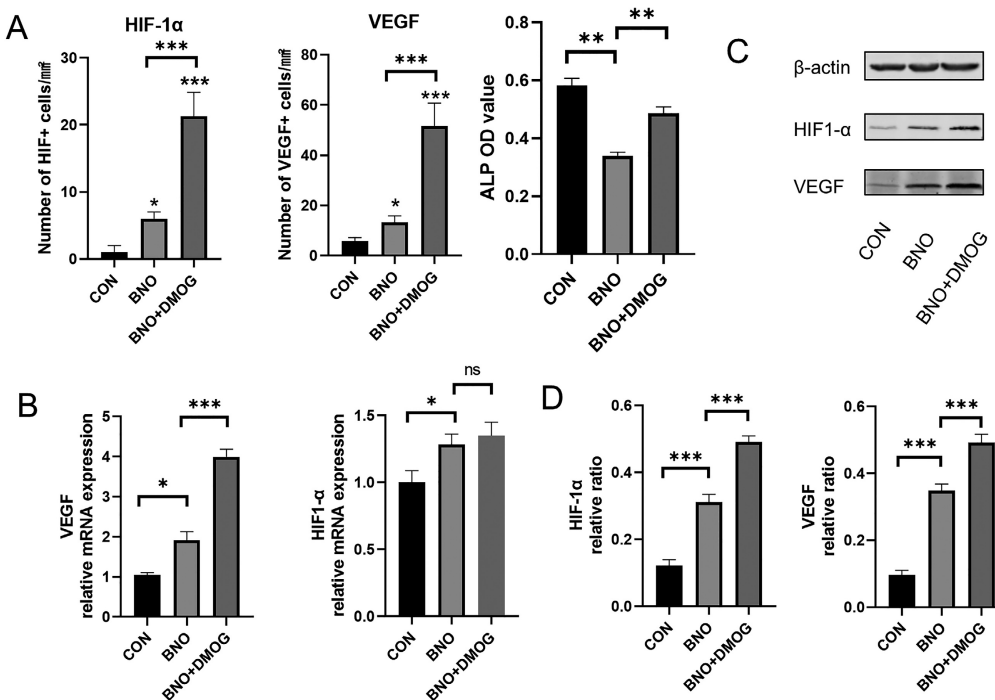 A
HIF-1α
***
***
*
Number of HIF+ cells/㎟
30
20
10
0
CON
BNO
BNO+DMOG
VEGF
***
***
*
Number of VEGF+ cells/㎟
80
60
40
20
0
CON
BNO
BNO+DMOG
**
**
ALP OD value
0.8
0.6
0.4
0.2
0.0
CON
BNO
BNO+DMOG
C
β-actin
HIF1-α
VEGF
CON
BNO
BNO+DMOG
B
***
*
VEGF
relative mRNA expression
5
4
3
2
1
0
CON
BNO
BNO+DMOG
ns
*
HIF1-α
relative mRNA expression
1.5
1.0
0.5
0.0
CON
BNO
BNO+DMOG
D
***
***
HIF-1α
relative ratio
0.6
0.4
0.2
0.0
CON
BNO
BNO+DMOG
***
***
VEGF
relative ratio
0.6
0.4
0.2
0.0
CON
BNO
BNO+DMOG